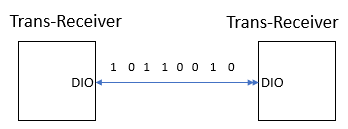 Trans-Receiver
Trans-Receiver
1 0 1 1 0 0 1 0
DIO
DIO